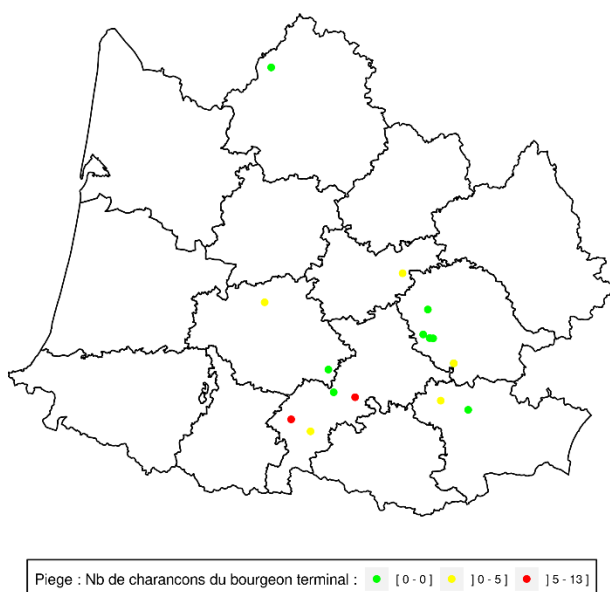 Piege : Nb de charancons du bourgeon terminal : [ 0 - 0 ] ] 0 - 5 ] ] 5 - 13 ]